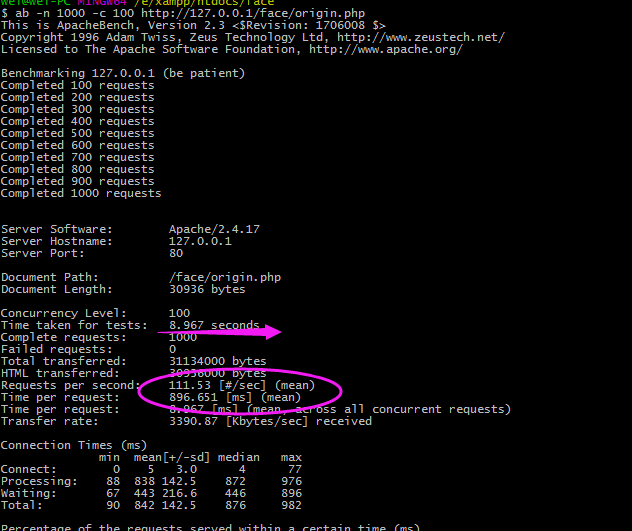 wei@wei-PC MINGW64 /e/xampp/htdocs/face
$ ab -n 1000 -c 100 http://127.0.0.1/face/origin.php
This is ApacheBench, Version 2.3 <$Revision: 1706008 $>
Copyright 1996 Adam Twiss, Zeus Technology Ltd, http://www.zeustech.net/
Licensed to The Apache Software Foundation, http://www.apache.org/

Benchmarking 127.0.0.1 (be patient)
Completed 100 requests
Completed 200 requests
Completed 300 requests
Completed 400 requests
Completed 500 requests
Completed 600 requests
Completed 700 requests
Completed 800 requests
Completed 900 requests
Completed 1000 requests

Server Software: Apache/2.4.17
Server Hostname: 127.0.0.1
Server Port: 80

Document Path: /face/origin.php
Document Length: 30936 bytes

Concurrency Level: 100
Time taken for tests: 8.967 seconds
Complete requests: 1000
Failed requests: 0
Total transferred: 31134000 bytes
HTML transferred: 30936000 bytes
Requests per second: 111.53 [#/sec] (mean)
Time per request: 896.651 [ms] (mean)
Time per request: 8.967 [ms] (mean, across all concurrent requests)
Transfer rate: 3390.87 [Kbytes/sec] received

Connection Times (ms)
min mean[+/-sd] median max
Connect: 0 5 3.0 4 77
Processing: 88 838 142.5 872 976
Waiting: 67 443 216.6 446 896
Total: 90 842 142.5 876 982

Percentage of the requests served within a certain time (ms)